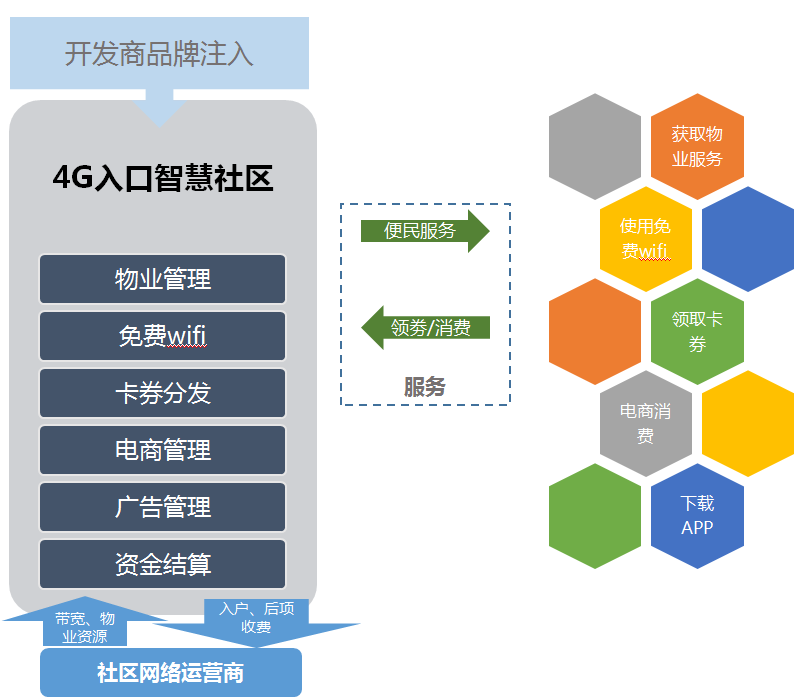 开发商品牌注入
4G入口智慧社区
物业管理
免费wifi
卡券分发
电商管理
广告管理
资金结算
带宽、物
业资源
入户、后项
收费
社区网络运营商
便民服务
领劵/消费
服务
获取物
业服务
使用免
费wifi
领取卡
券
电商消
费
下载
APP